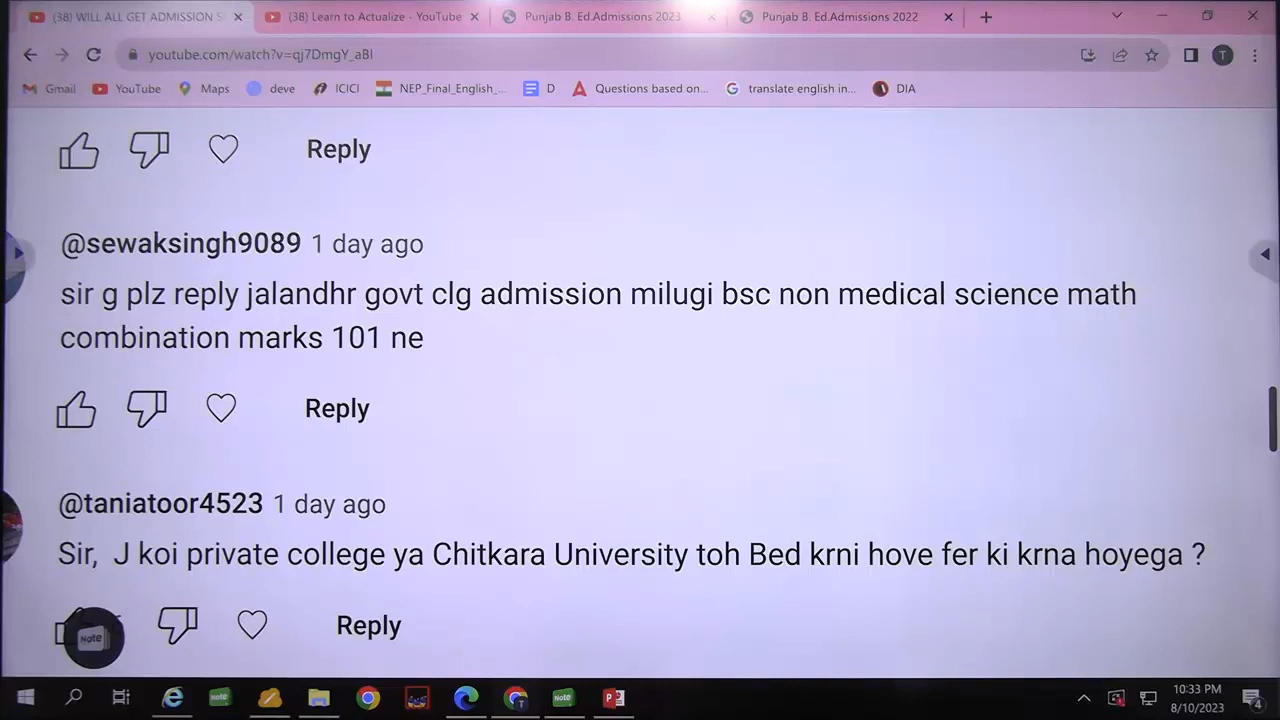 (38) WILL ALL GET ADMISSION
(38) Learn to Actualize - YouTube
Punjab B. Ed.Admissions 2023
Punjab B. Ed.Admissions 2022
youtube.com/watch?v=qj7DmgY_aBI
T
Gmail
YouTube
Maps
deve
ICICI
NEP_Final_English_...
D
Questions based on...
translate english in...
DIA
Reply
@sewaksingh9089 1 day ago
sir g plz reply jalandhr govt clg admission milugi bsc non medical science math
combination marks 101 ne
Reply
@taniatoor4523 1 day ago
Sir, J koi private college ya Chitkara University toh Bed krni hove fer ki krna hoyega ?
Note
Reply
Note
T
Note
10:33 PM
8/10/2023
4